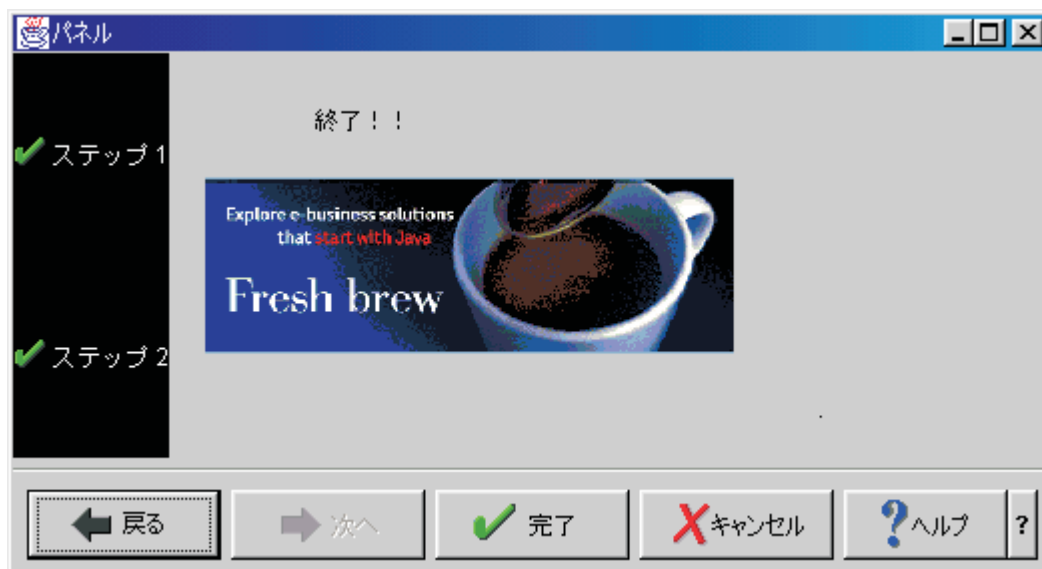 パネル
ステップ 1
ステップ 2
終了！！
Explore e-business solutions
that start with Java
Fresh brew
戻る
次へ
完了
キャンセル
ヘルプ
?